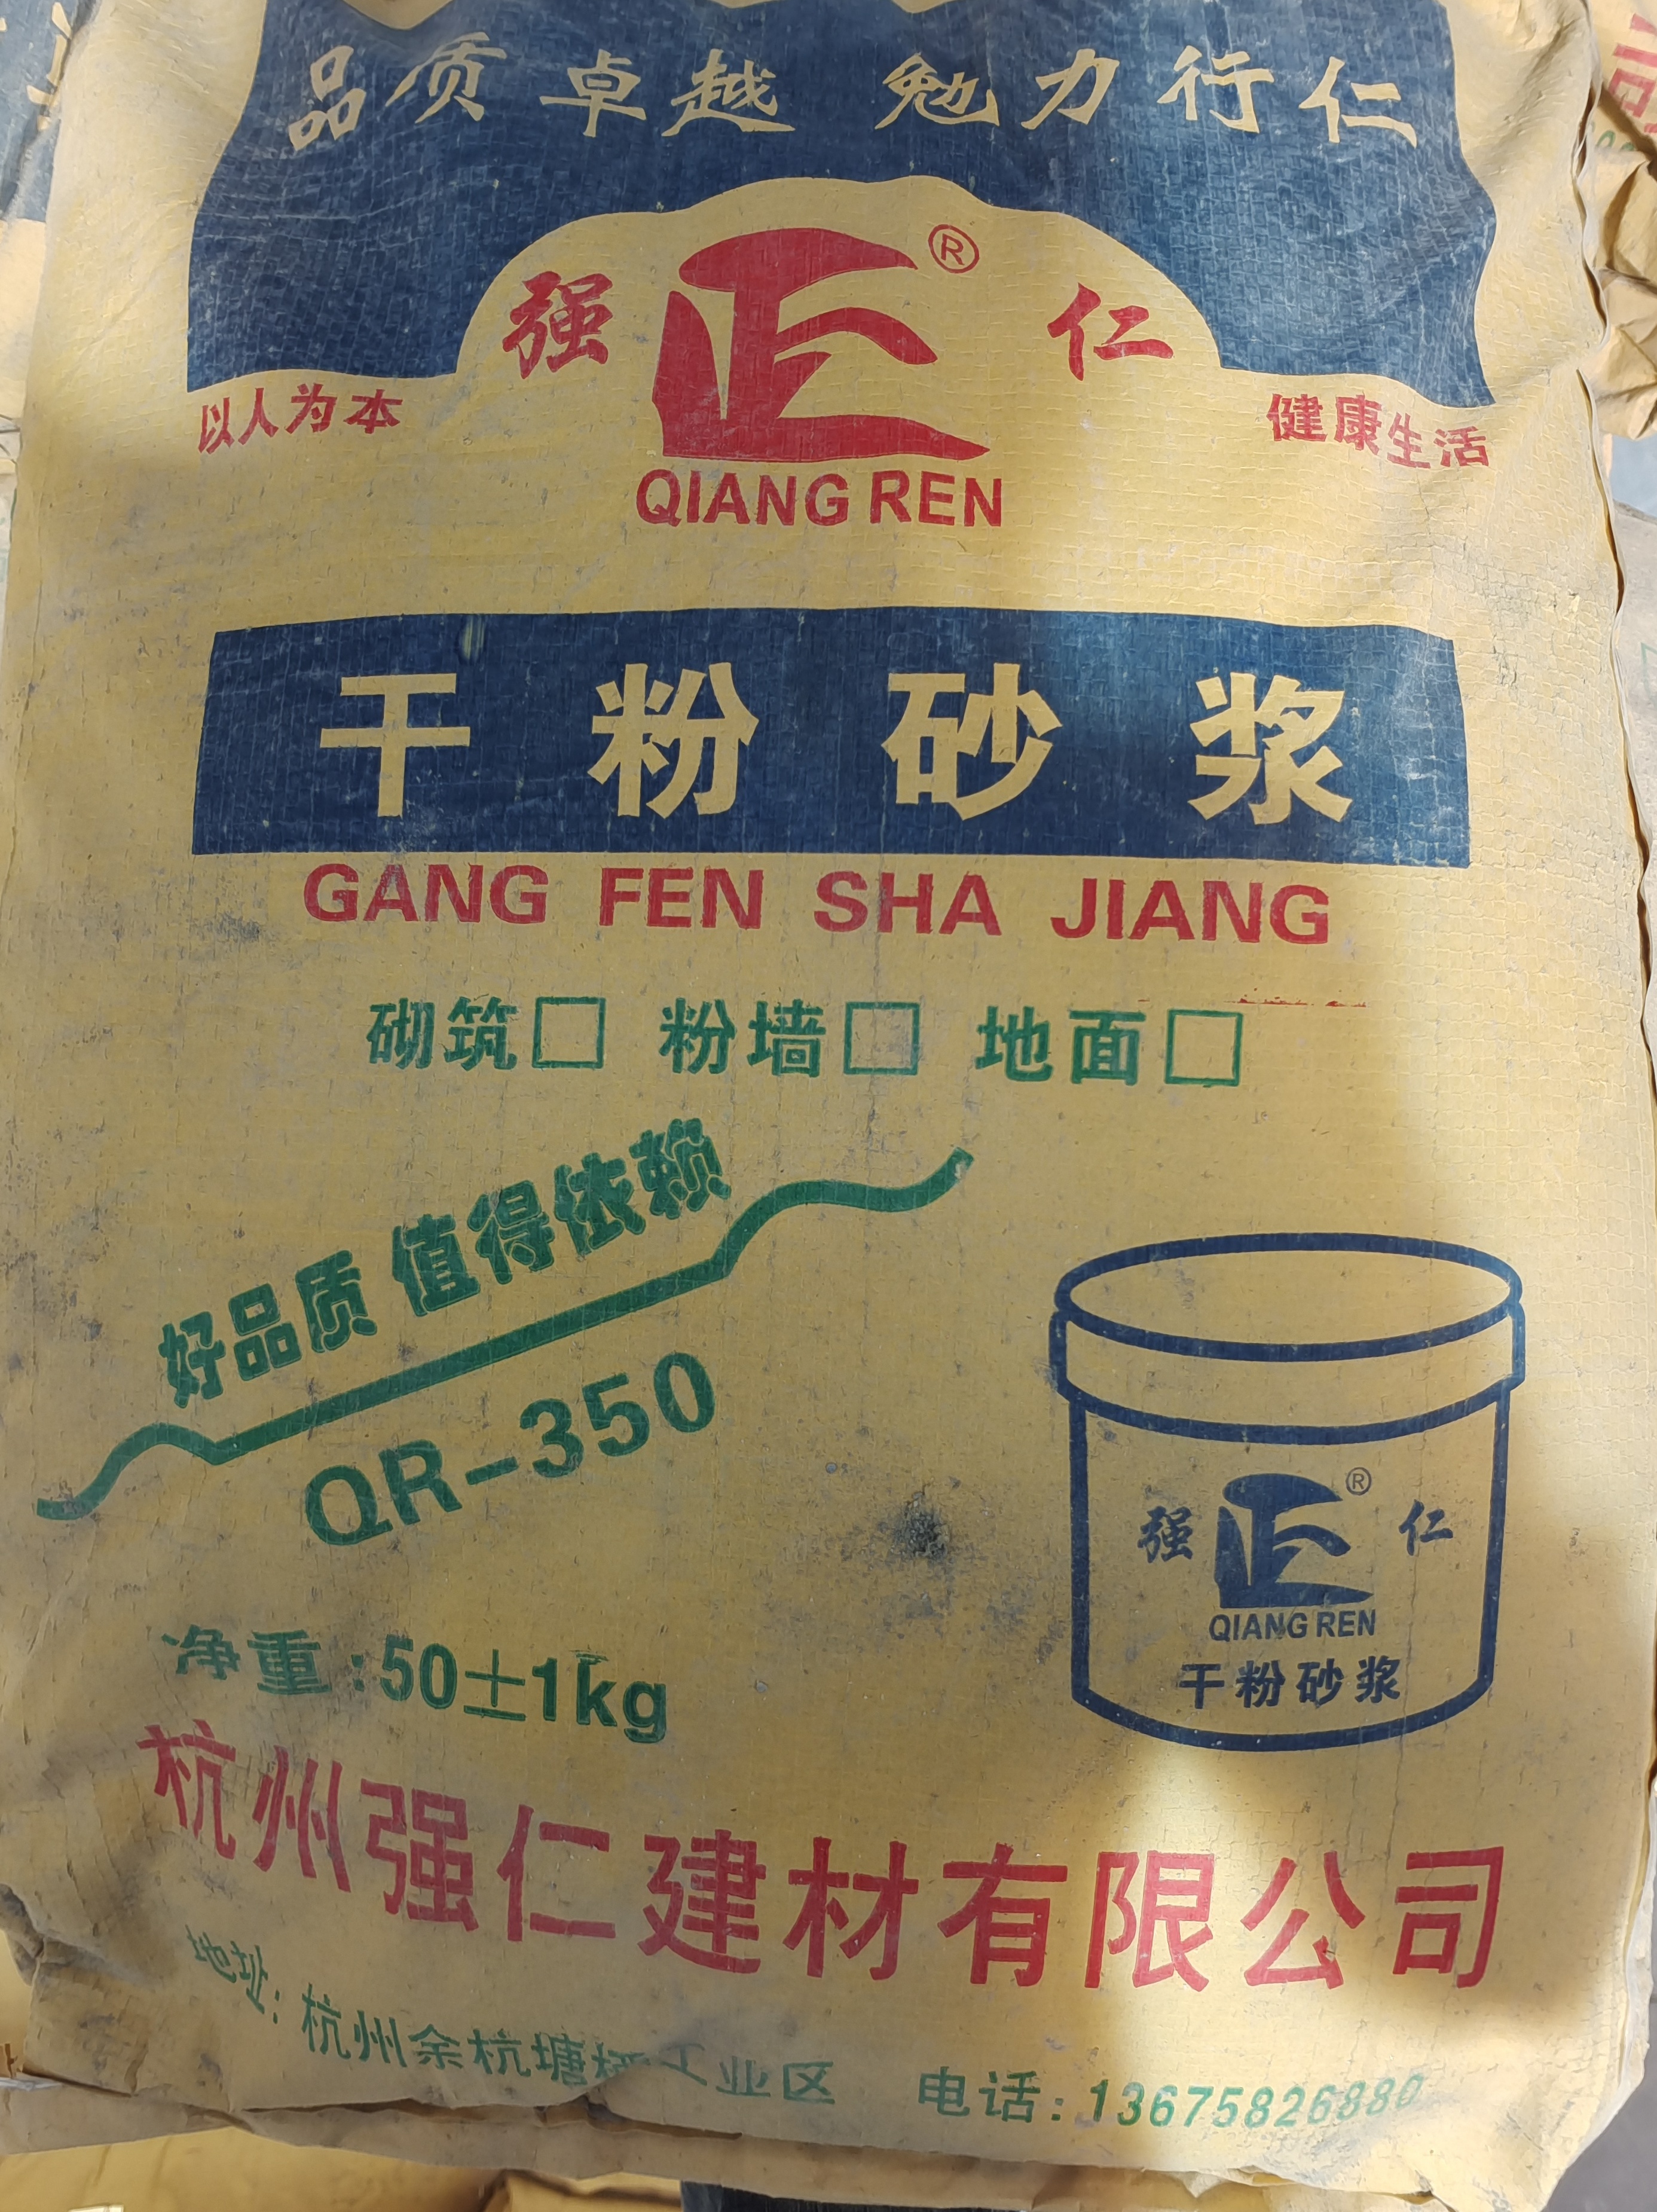 品质卓越 勉力行仁
强 ® 仁
以人为本 健康生活
QIANG REN
干粉砂浆
GANG FEN SHA JIANG
砌筑□ 粉墙□ 地面□
好品质 值得依赖
QR-350
强 ® 仁
QIANG REN
干粉砂浆
净重:50±1kg
杭州强仁建材有限公司
地址:杭州余杭塘 工业区 电话:13675826880